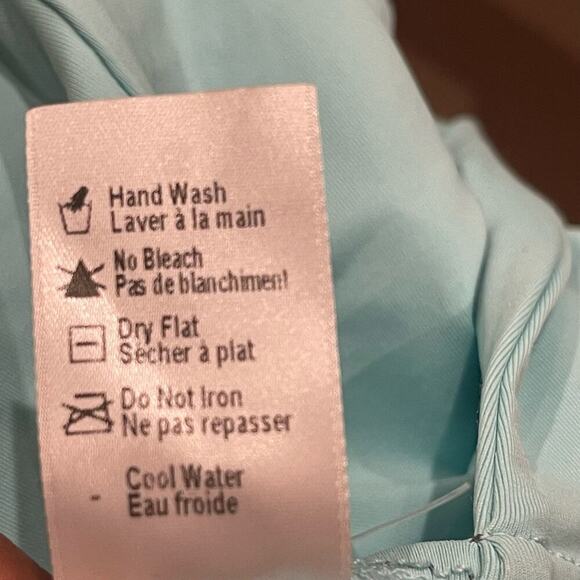 Hand Wash
Laver à la main
No Bleach
Pas de blanchiment
Dry Flat
Sècher à plat
Do Not Iron
Ne pas repasser
Cool Water
- Eau froide